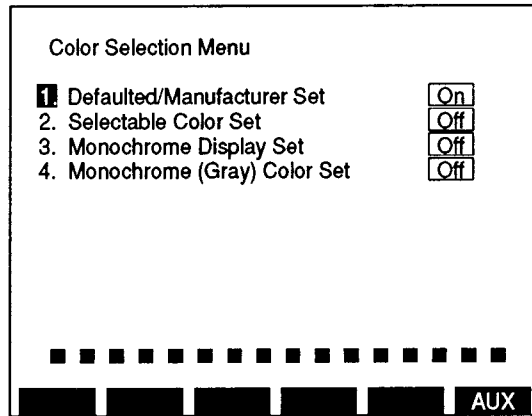 Color Selection Menu
1. Defaulted/Manufacturer Set On
2. Selectable Color Set Off
3. Monochrome Display Set Off
4. Monochrome (Gray) Color Set Off
AUX